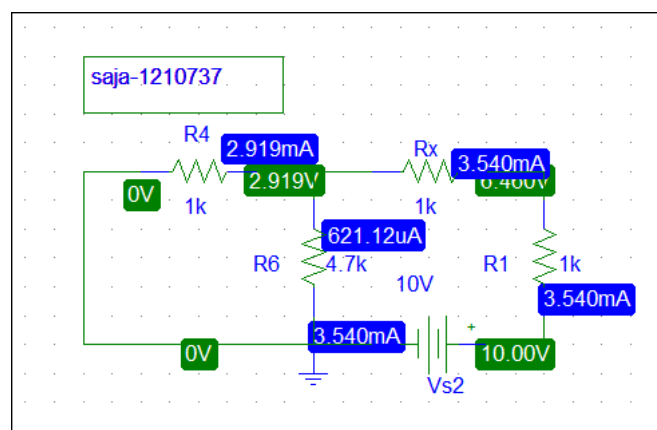 saja-1210737
R4
2.919mA
Rx
3.540mA
0V
2.919V
6.460V
1k
1k
621.12uA
R6
4.7k
R1
1k
10V
3.540mA
3.540mA
+
0V
10.00V
Vs2